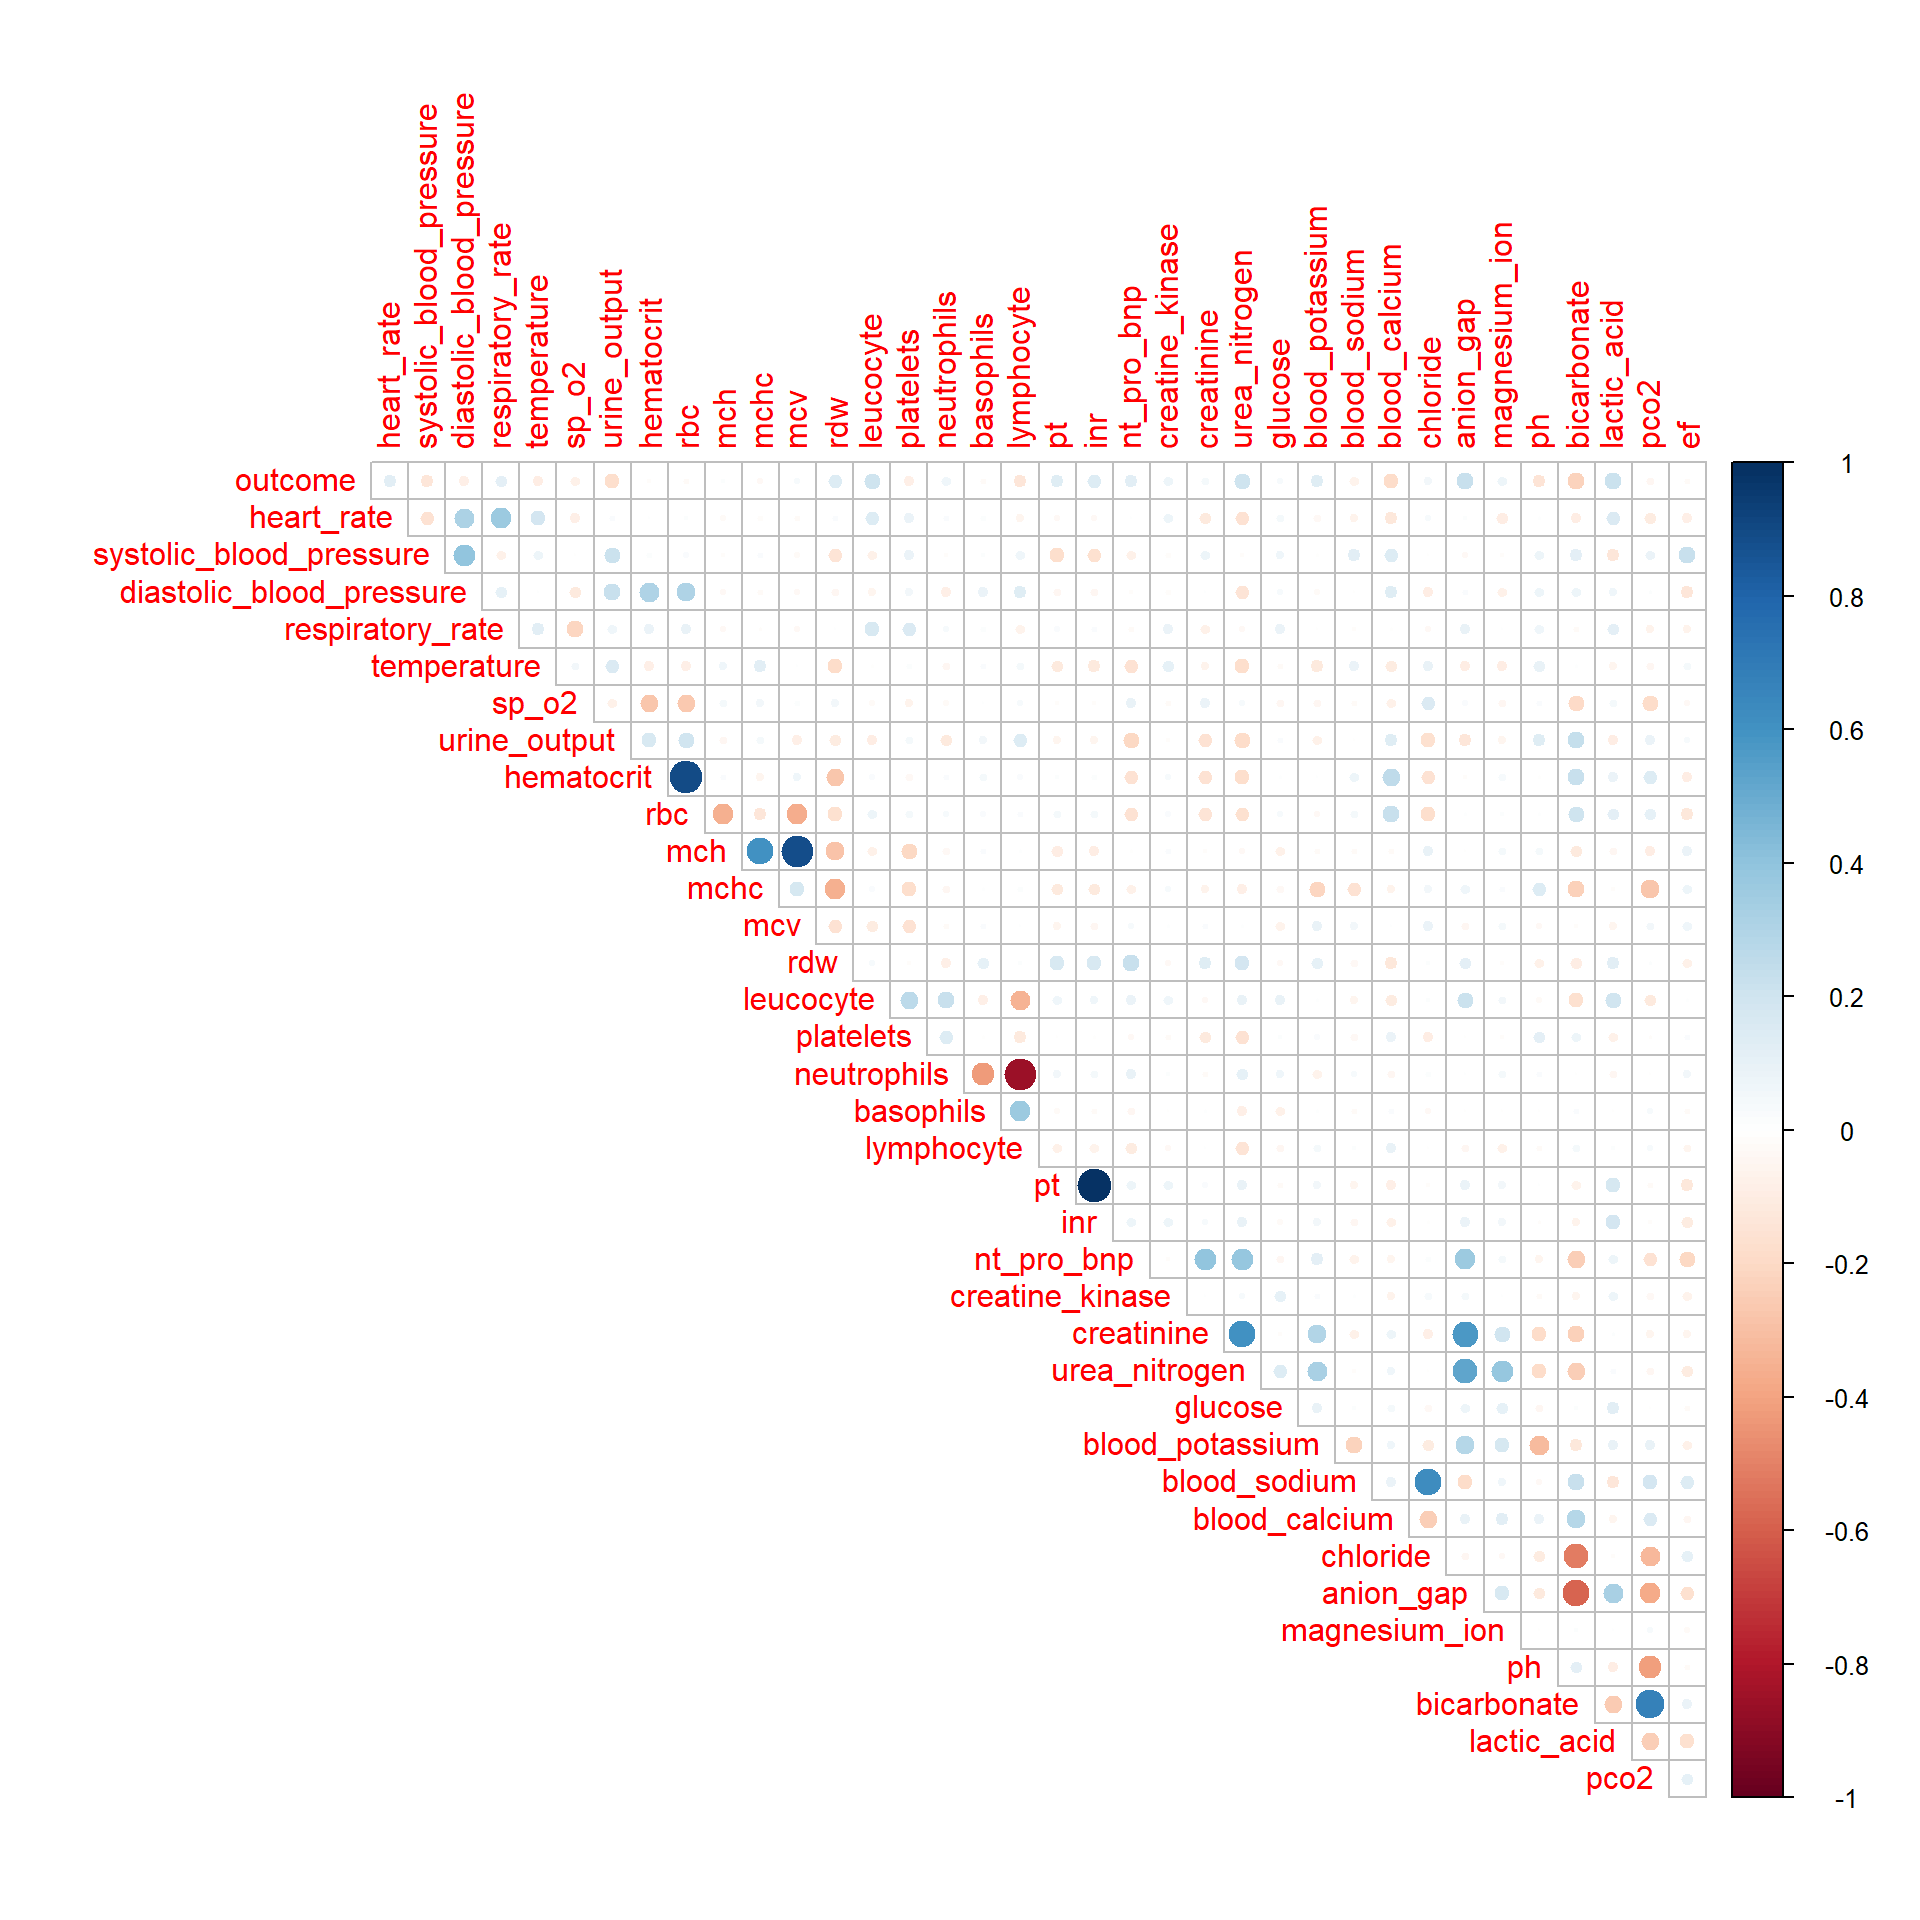 heart_rate
systolic_blood_pressure
diastolic_blood_pressure
respiratory_rate
temperature
sp_o2
urine_output
hematocrit
rbc
mch
mchc
mcv
rdw
leucocyte
platelets
neutrophils
basophils
lymphocyte
pt
inr
nt_pro_bnp
creatine_kinase
creatinine
urea_nitrogen
glucose
blood_potassium
blood_sodium
blood_calcium
chloride
anion_gap
magnesium_ion
ph
bicarbonate
lactic_acid
pco2
ef
outcome
heart_rate
systolic_blood_pressure
diastolic_blood_pressure
respiratory_rate
temperature
sp_o2
urine_output
hematocrit
rbc
mch
mchc
mcv
rdw
leucocyte
platelets
neutrophils
basophils
lymphocyte
pt
inr
nt_pro_bnp
creatine_kinase
creatinine
urea_nitrogen
glucose
blood_potassium
blood_sodium
blood_calcium
chloride
anion_gap
magnesium_ion
ph
bicarbonate
lactic_acid
pco2
1
0.8
0.6
0.4
0.2
0
-0.2
-0.4
-0.6
-0.8
-1